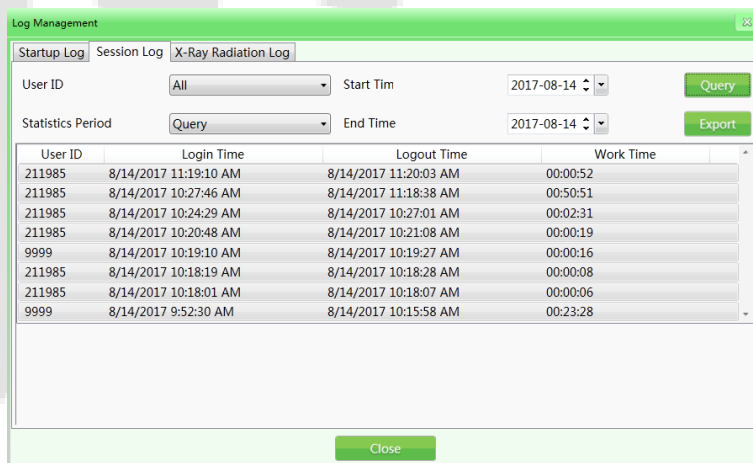 Log Management
Startup Log Session Log X-Ray Radiation Log
User ID All Start Tim 2017-08-14 Query
Statistics Period Query End Time 2017-08-14 Export
User ID Login Time Logout Time Work Time
211985 8/14/2017 11:19:10 AM 8/14/2017 11:20:03 AM 00:00:52
211985 8/14/2017 10:27:46 AM 8/14/2017 11:18:38 AM 00:50:51
211985 8/14/2017 10:24:29 AM 8/14/2017 10:27:01 AM 00:02:31
211985 8/14/2017 10:20:48 AM 8/14/2017 10:21:08 AM 00:00:19
9999 8/14/2017 10:19:10 AM 8/14/2017 10:19:27 AM 00:00:16
211985 8/14/2017 10:18:19 AM 8/14/2017 10:18:28 AM 00:00:08
211985 8/14/2017 10:18:01 AM 8/14/2017 10:18:07 AM 00:00:06
9999 8/14/2017 9:52:30 AM 8/14/2017 10:15:58 AM 00:23:28
Close